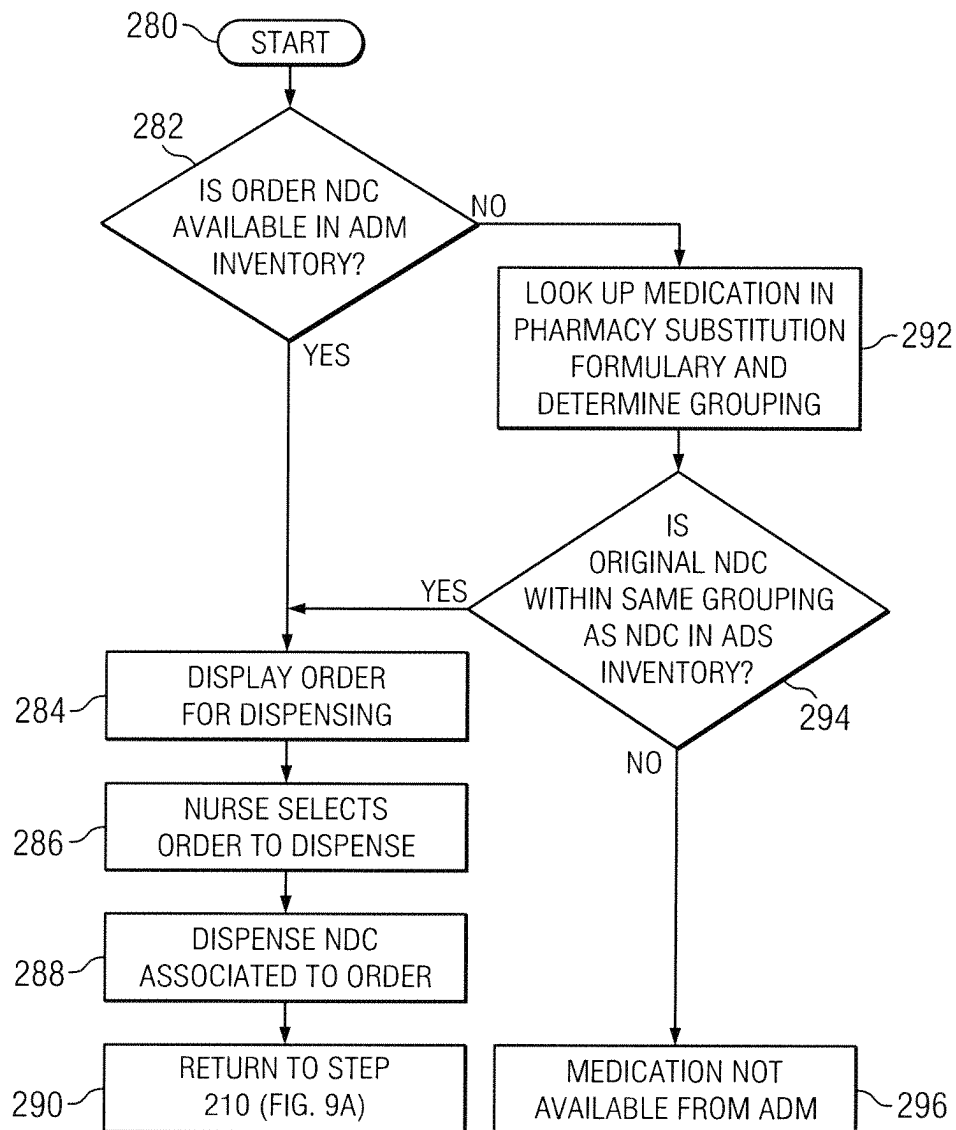 280
START
282
IS ORDER NDC
AVAILABLE IN ADM
INVENTORY?
NO
YES
LOOK UP MEDICATION IN
PHARMACY SUBSTITUTION
FORMULARY AND
DETERMINE GROUPING
292
IS
ORIGINAL NDC
WITHIN SAME GROUPING
AS NDC IN ADS
INVENTORY?
YES
294
NO
284
DISPLAY ORDER
FOR DISPENSING
286
NURSE SELECTS
ORDER TO DISPENSE
288
DISPENSE NDC
ASSOCIATED TO ORDER
290
RETURN TO STEP
210 (FIG. 9A)
MEDICATION NOT
AVAILABLE FROM ADM
296